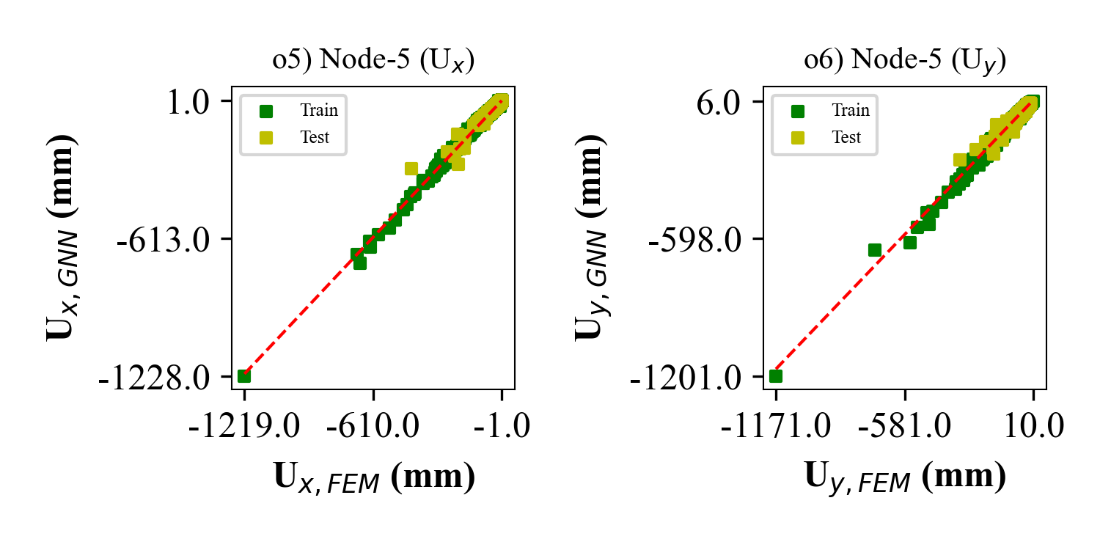 o5) Node-5 (Ux)
1.0
-613.0
-1228.0
Train
Test
Ux, GNN (mm)
-1219.0 -610.0 -1.0
Ux, FEM (mm)
o6) Node-5 (Uy)
6.0
-598.0
-1201.0
Train
Test
Uy, GNN (mm)
-1171.0 -581.0 10.0
Uy, FEM (mm)